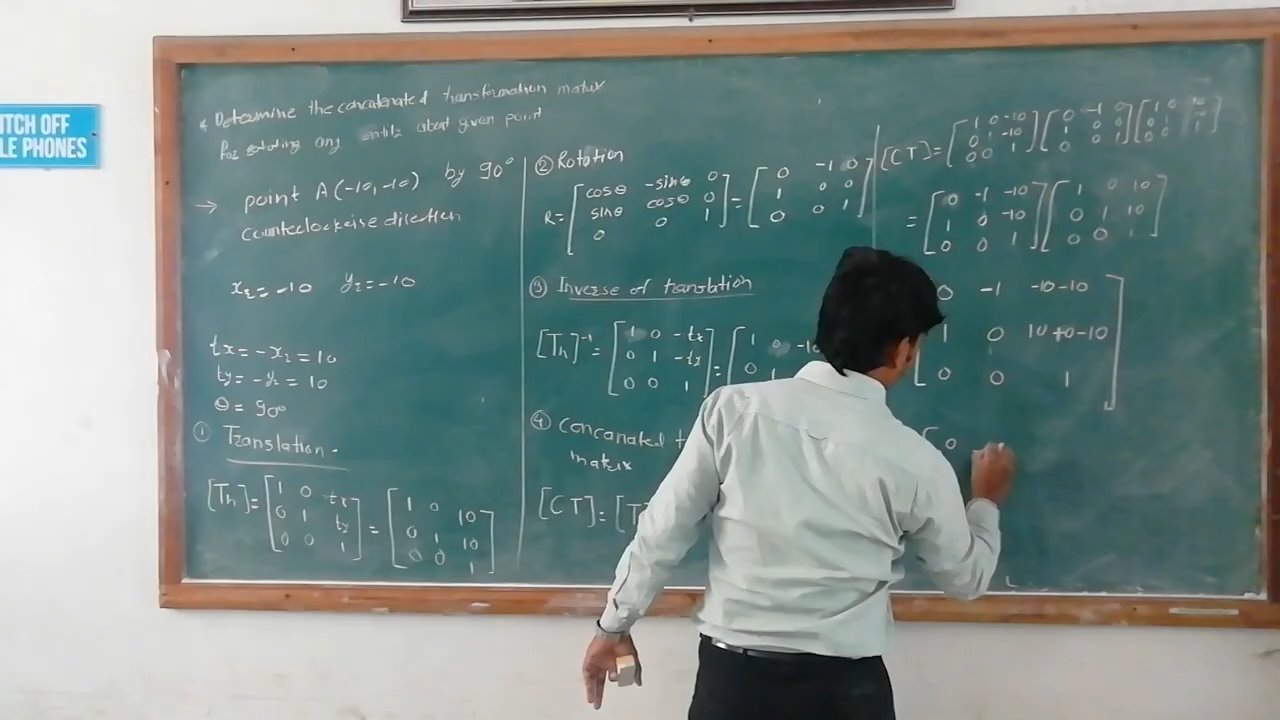 ITCH OFF
LE PHONES
* Determine the concatenated transformation matrix
for rotating any entity about given point
→ point A(-10,-10) by 90°
counterclockwise direction
x₂ = -10 y₂ = -10
tx = -x₂ = 10
ty = -y₂ = 10
θ = 90°
① Translation.
[Th] = [1 0 tx = [1 0 10
0 1 ty 0 1 10
0 0 1] 0 0 1]
② Rotation
R = [cosθ -sinθ 0 = [0 -1 0
sinθ cosθ 0 1 0 0
0 0 1] 0 0 1]
③ Inverse of translation
[Th]⁻¹ = [1 0 -tx = [1 0 -10
0 1 -ty 0 1
0 0 1]
④ Concanated t
matrix
[CT] = [T
[CT] = [1 0 -10 [0 -1 0 [1 0 10
0 1 -10 1 0 0 0 1
0 0 1] 0 0 1] 0 0 1]
= [0 -1 -10 [1 0 10
1 0 -10 0 1 10
0 0 1] 0 0 1]
0 -1 -10-10
1 0 10+0-10
0 0 1]
[0